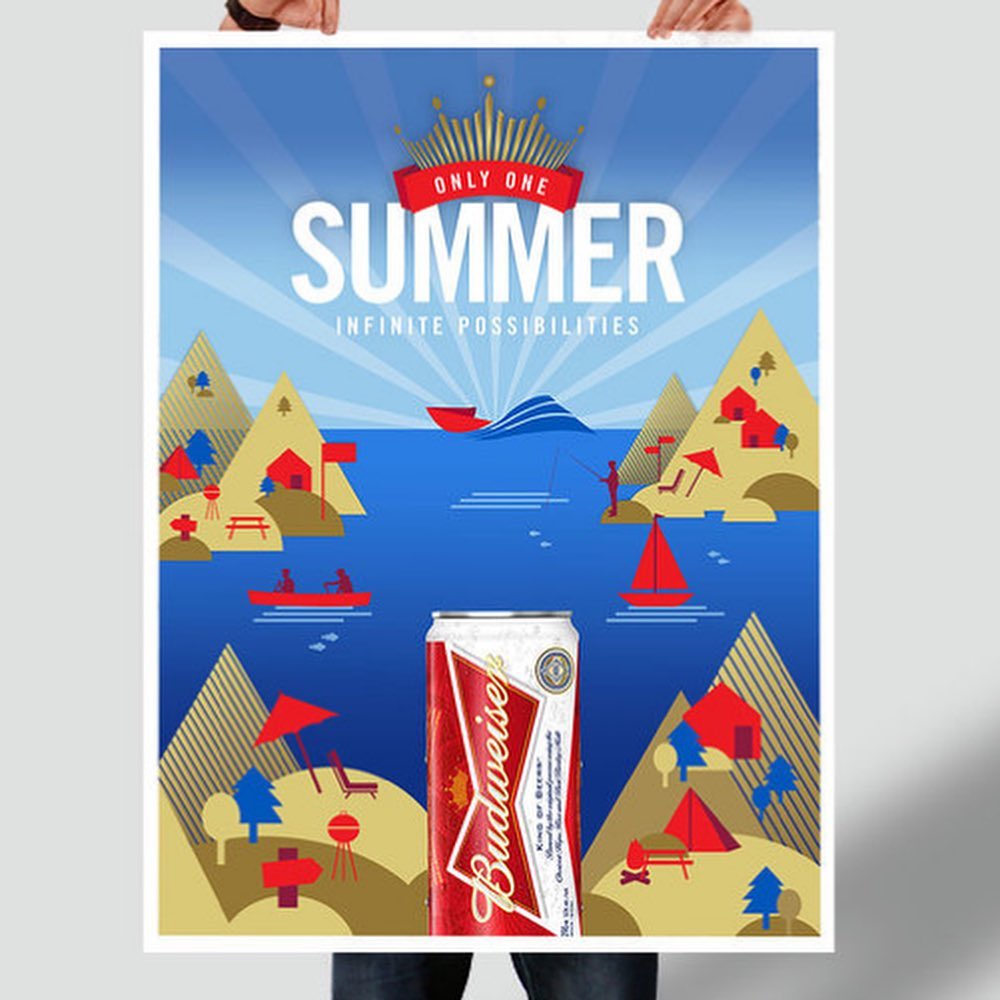 ONLY ONE
SUMMER
INFINITE POSSIBILITIES
Budweiser
KING OF BEERS